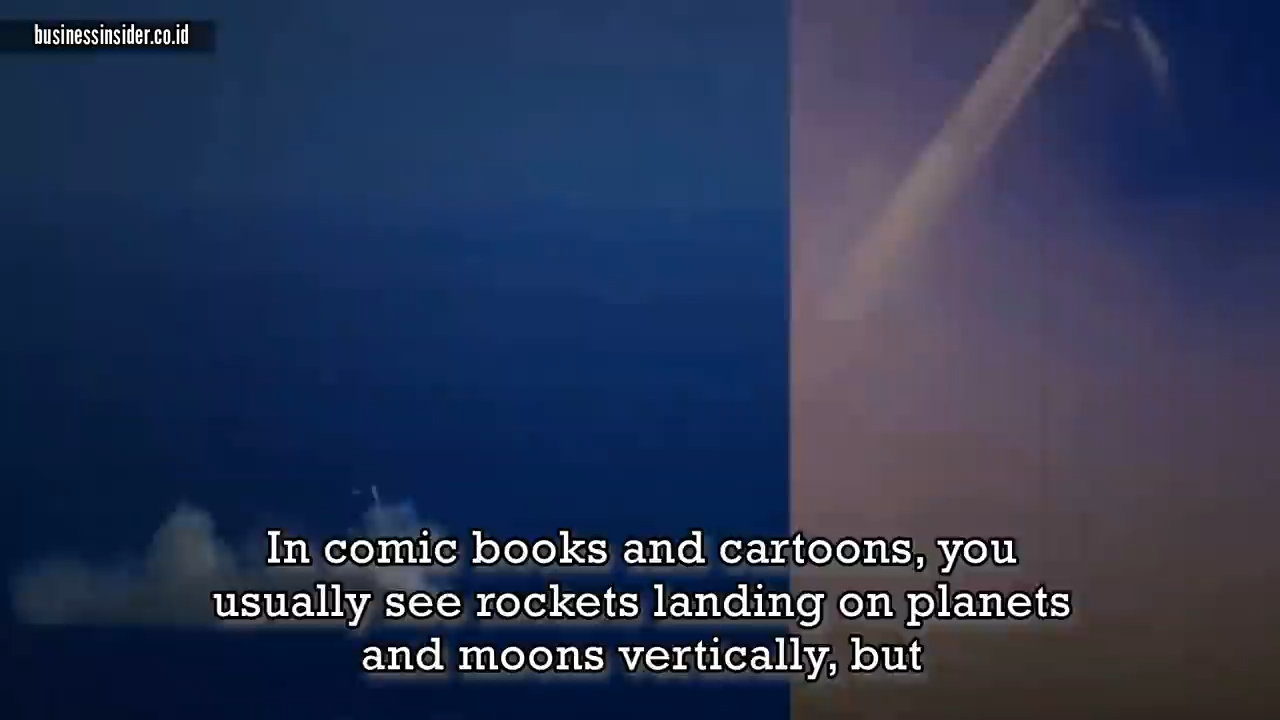 businessinsider.co.id
In comic books and cartoons, you
usually see rockets landing on planets
and moons vertically, but